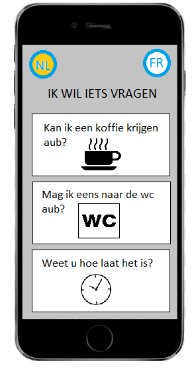 NL
FR
IK WIL IETS VRAGEN
Kan ik een koffie krijgen
aub?
Mag ik eens naar de wc
aub?
WC
Weet u hoe laat het is?